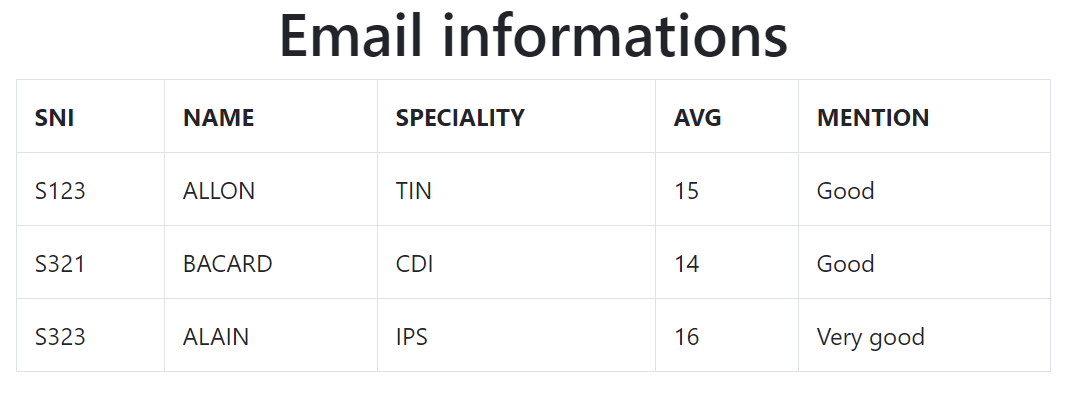 Email informations
SNI NAME SPECIALITY AVG MENTION
S123 ALLON TIN 15 Good
S321 BACARD CDI 14 Good
S323 ALAIN IPS 16 Very good